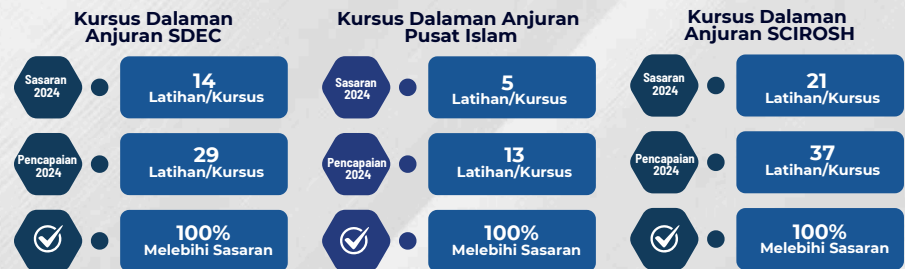 Kursus Dalaman
Anjuran SDEC
Sasaran
2024
14
Latihan/Kursus
Pencapaian
2024
29
Latihan/Kursus
100%
Melebihi Sasaran
Kursus Dalaman Anjuran
Pusat Islam
Sasaran
2024
5
Latihan/Kursus
Pencapaian
2024
13
Latihan/Kursus
100%
Melebihi Sasaran
Kursus Dalaman
Anjuran SCIROSH
Sasaran
2024
21
Latihan/Kursus
Pencapaian
2024
37
Latihan/Kursus
100%
Melebihi Sasaran